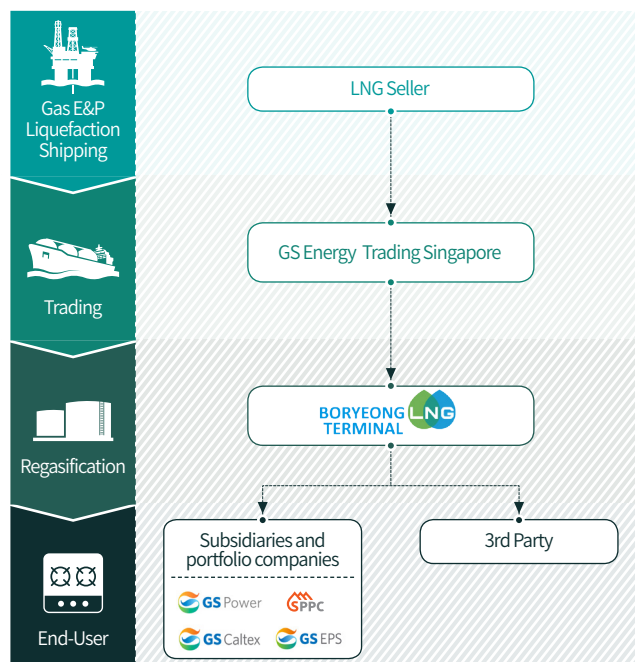 Gas E&P
Liquefaction
Shipping
LNG Seller
Trading
GS Energy Trading Singapore
Regasification
BORYEONG
TERMINAL
LNG
End-User
Subsidiaries and
portfolio companies
GS Power
GPPC
GS Caltex
GS EPS
3rd Party